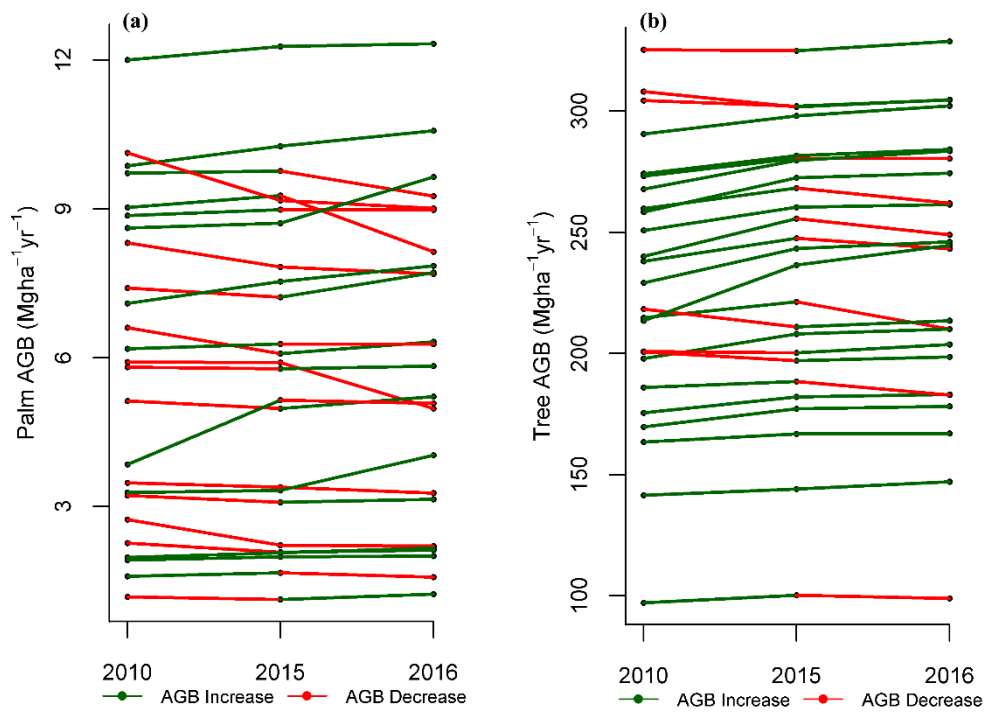 (a)
Palm AGB (Mgha⁻¹yr⁻¹)
12
9
6
3
2010 2015 2016
AGB Increase AGB Decrease
(b)
Tree AGB (Mgha⁻¹yr⁻¹)
300
250
200
150
100
2010 2015 2016
AGB Increase AGB Decrease